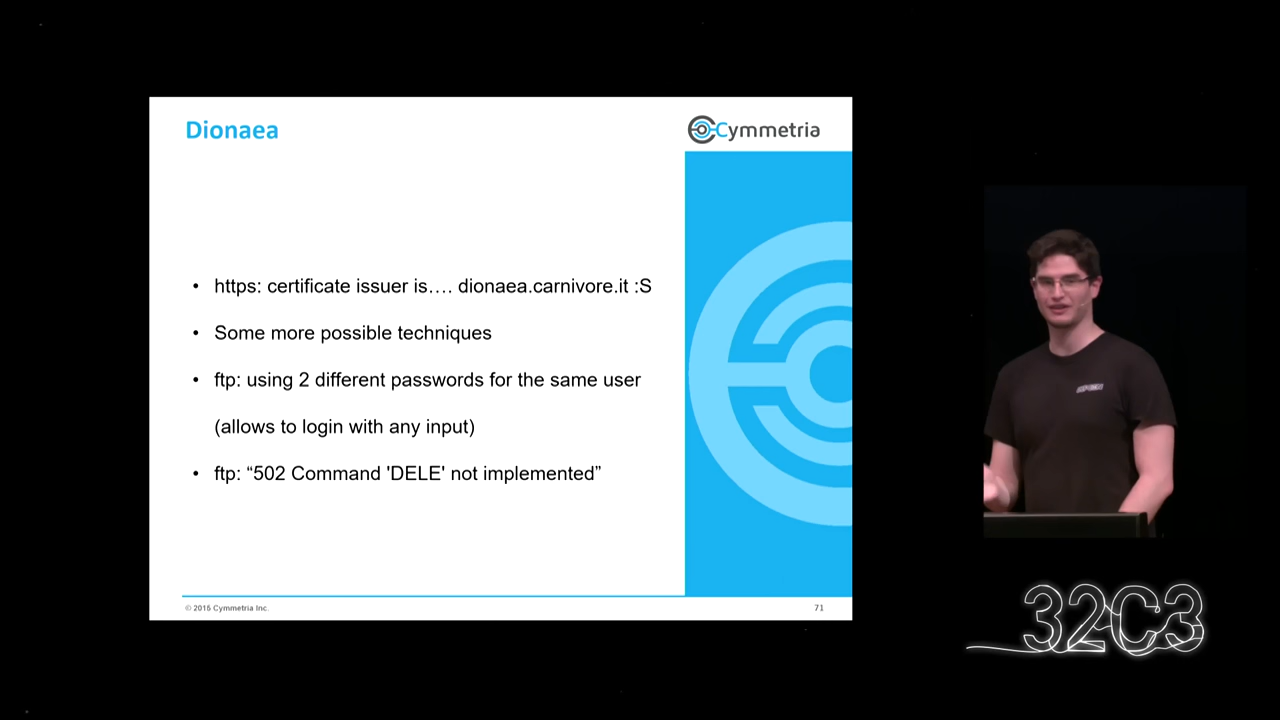 Dionaea
Cymmetria
• https: certificate issuer is…. dionaea.carnivore.it :S
• Some more possible techniques
• ftp: using 2 different passwords for the same user
(allows to login with any input)
• ftp: “502 Command 'DELE' not implemented”
© 2015 Cymmetria Inc.
71
32C3